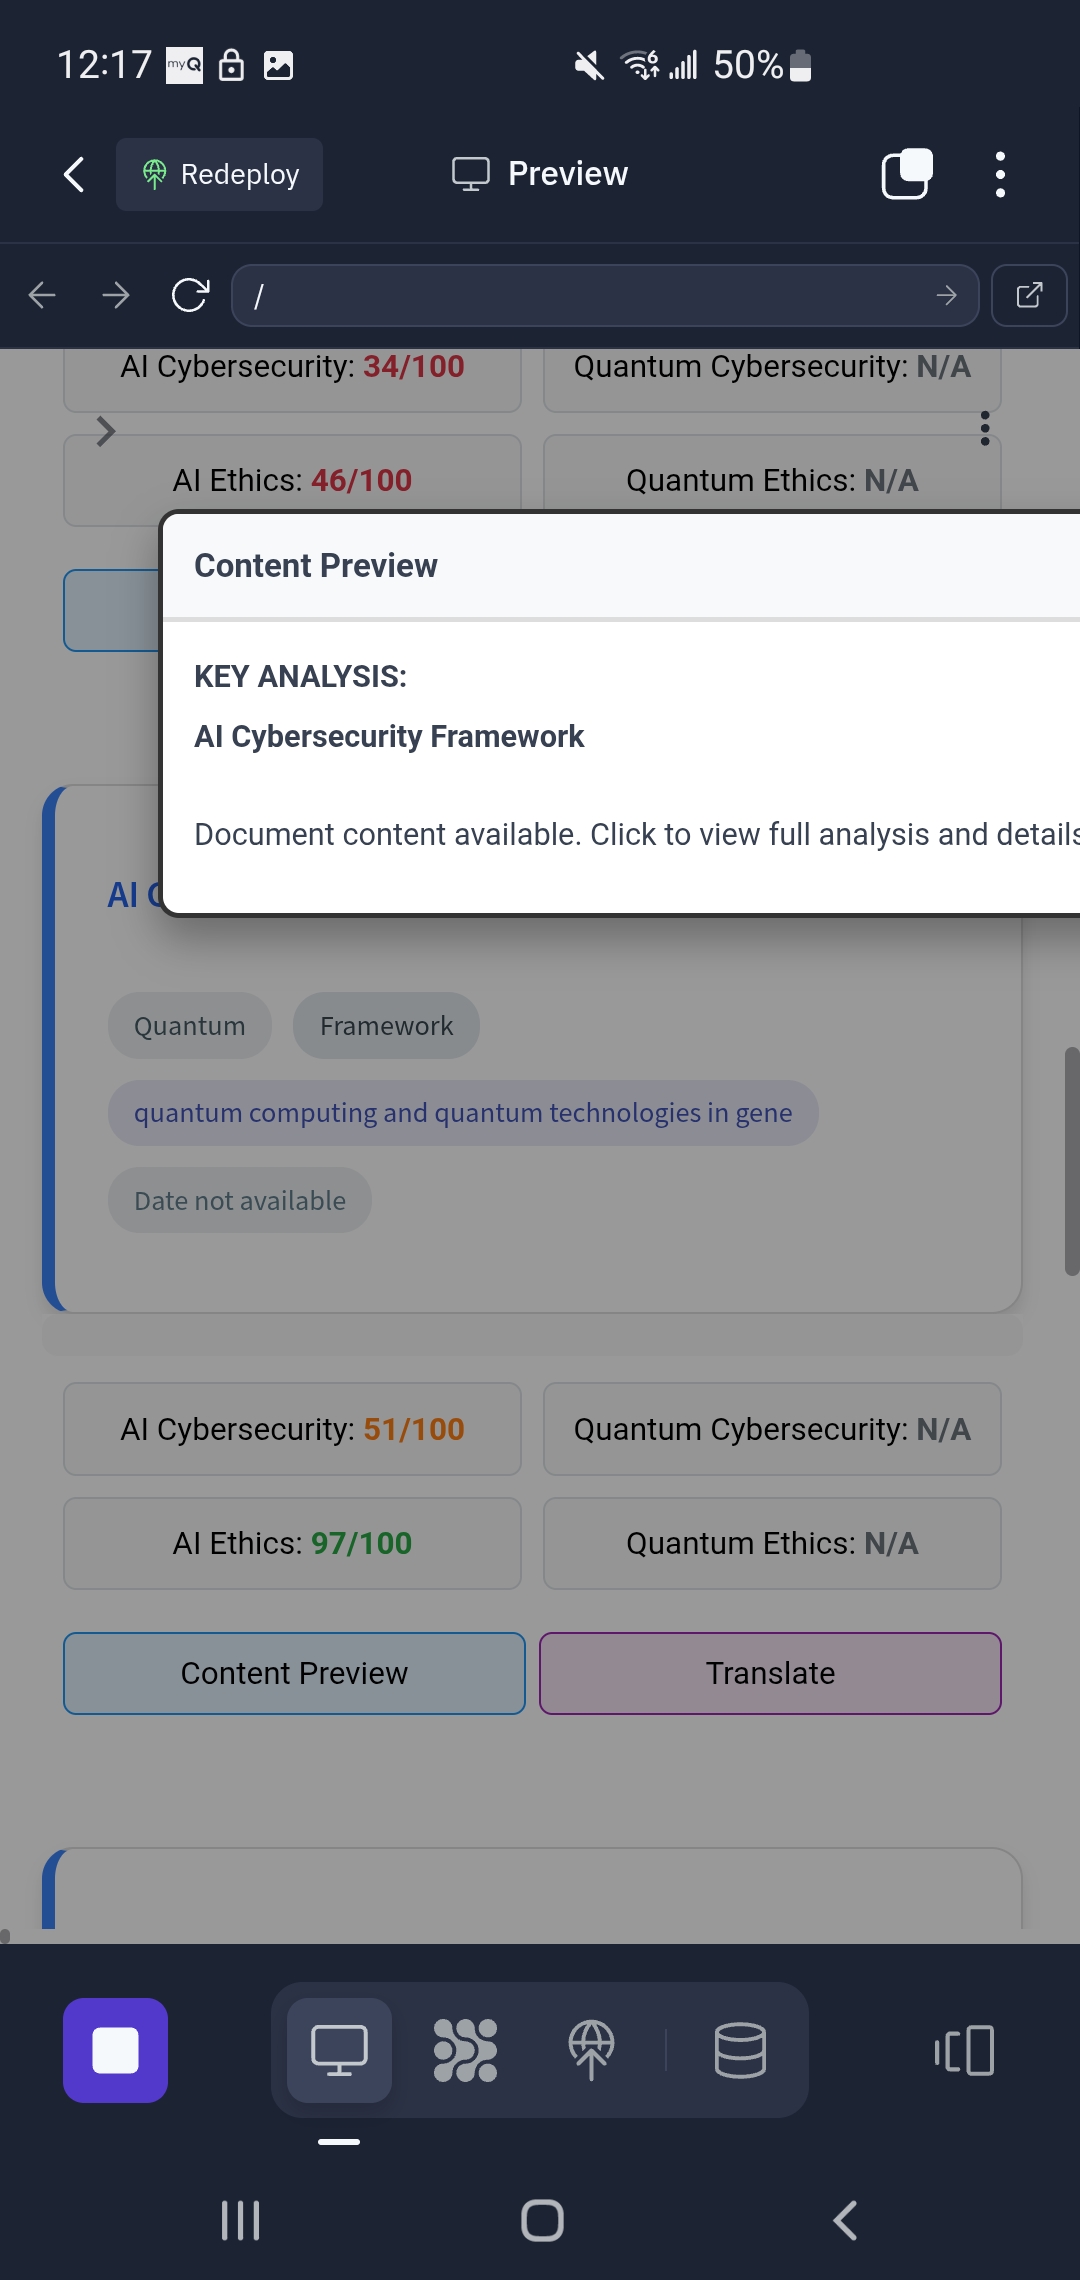 12:17 myQ 50%
Redeploy Preview
/
AI Cybersecurity: 34/100 Quantum Cybersecurity: N/A
AI Ethics: 46/100 Quantum Ethics: N/A
Content Preview
KEY ANALYSIS:
AI Cybersecurity Framework
Document content available. Click to view full analysis and details
AI
Quantum Framework
quantum computing and quantum technologies in gene
Date not available
AI Cybersecurity: 51/100 Quantum Cybersecurity: N/A
AI Ethics: 97/100 Quantum Ethics: N/A
Content Preview Translate